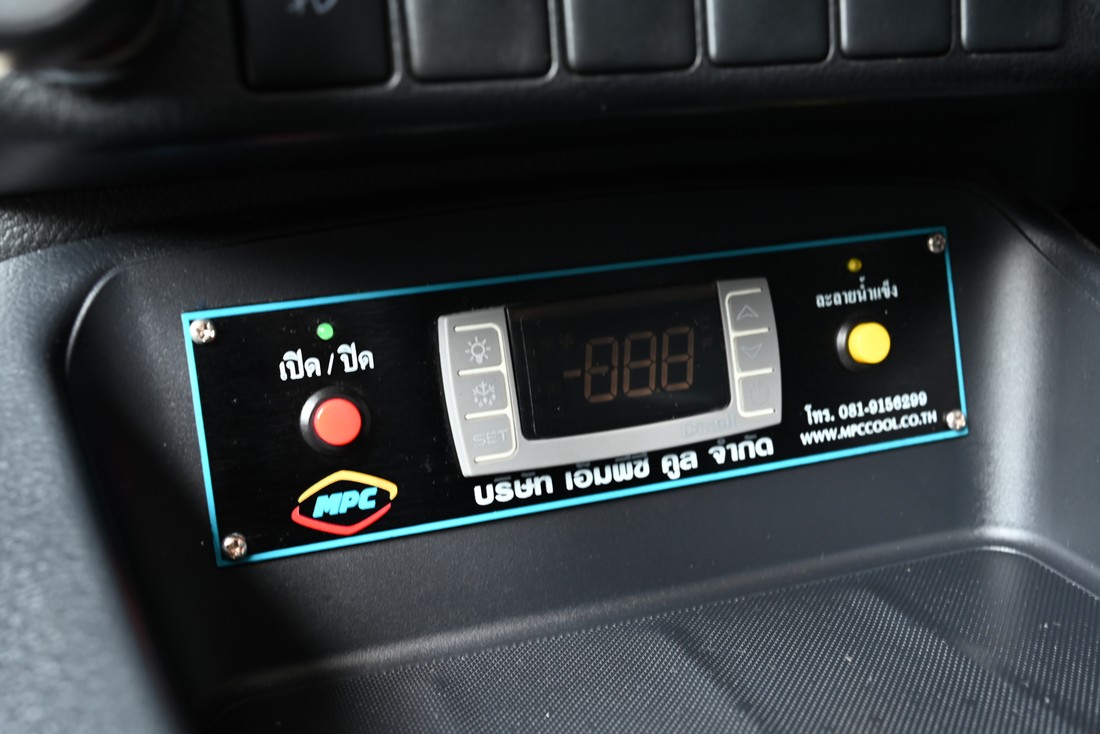 เปิด / ปิด
MPC
SET
-888
บริษัท เอ็มพีซี คูล จำกัด
ละลายน้ำแข็ง
โทร. 081-9156299
WWW.MPCCOOL.CO.TH